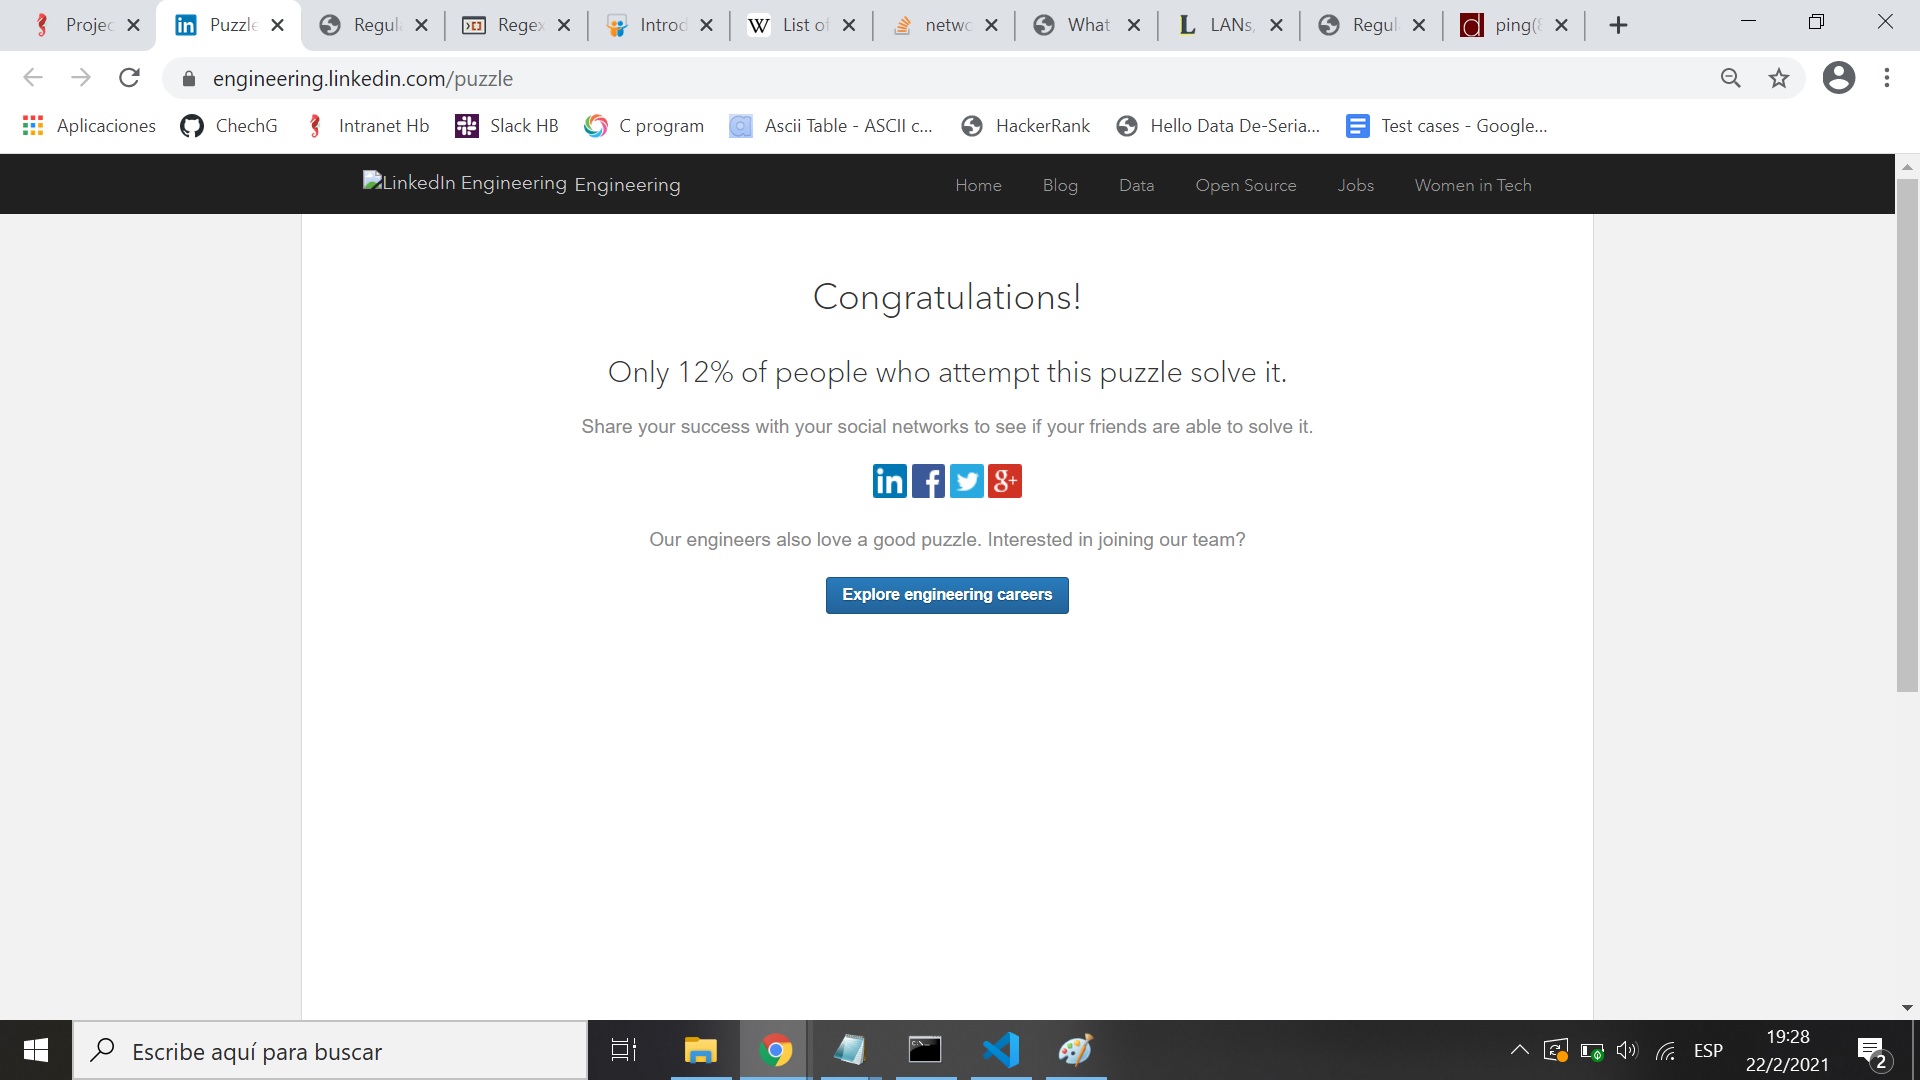 Projec
Puzzle
Regula
Regex
Introd
List of
netwo
What
LANs,
Regul
ping(8
engineering.linkedin.com/puzzle
Aplicaciones
ChechG
Intranet Hb
Slack HB
C program
Ascii Table - ASCII c...
HackerRank
Hello Data De-Seria...
Test cases - Google...
LinkedIn Engineering Engineering
Home
Blog
Data
Open Source
Jobs
Women in Tech
Congratulations!
Only 12% of people who attempt this puzzle solve it.
Share your success with your social networks to see if your friends are able to solve it.
Our engineers also love a good puzzle. Interested in joining our team?
Explore engineering careers
Escribe aquí para buscar
ESP
19:28
22/2/2021
2